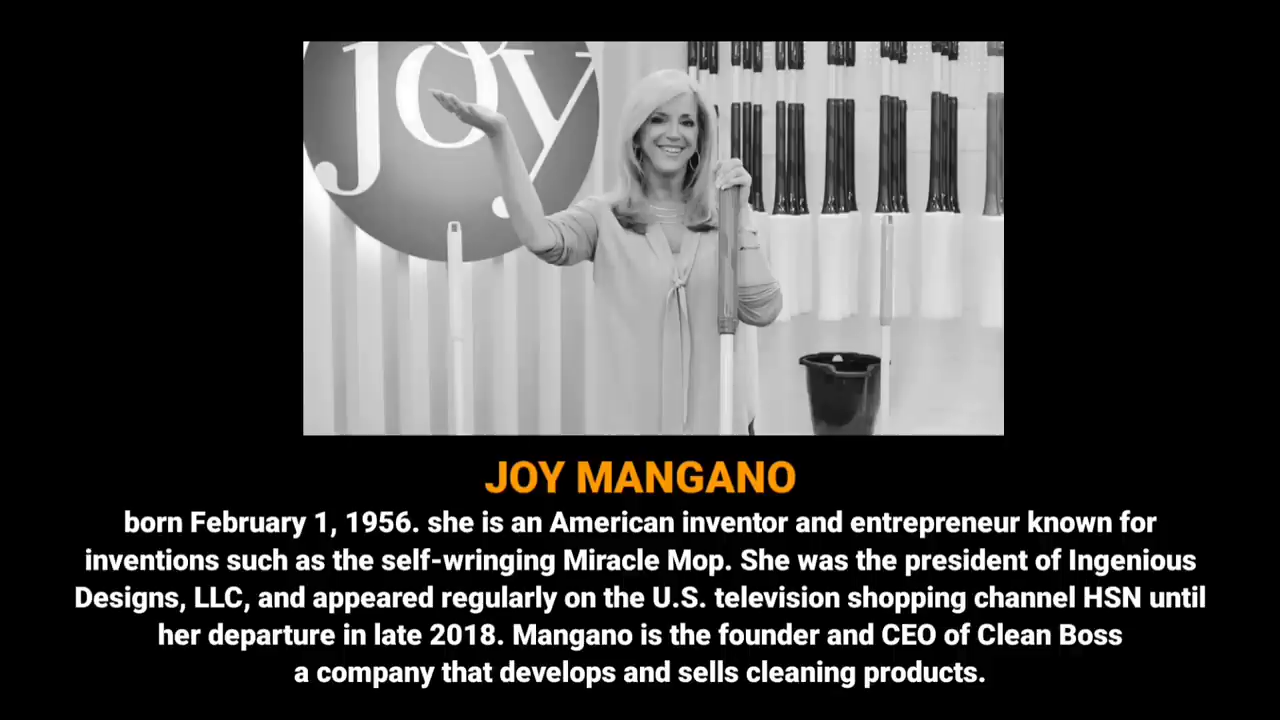 joy
JOY MANGANO
born February 1, 1956. she is an American inventor and entrepreneur known for
inventions such as the self-wringing Miracle Mop. She was the president of Ingenious
Designs, LLC, and appeared regularly on the U.S. television shopping channel HSN until
her departure in late 2018. Mangano is the founder and CEO of Clean Boss
a company that develops and sells cleaning products.